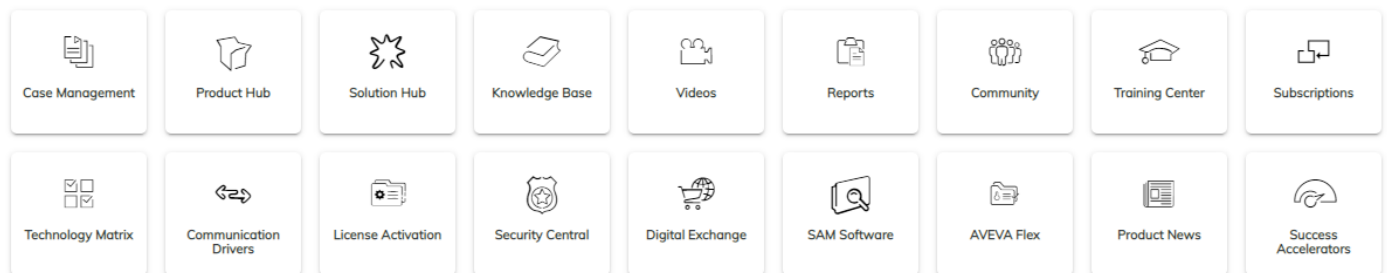 Case Management
Product Hub
Solution Hub
Knowledge Base
Videos
Reports
Community
Training Center
Subscriptions
Technology Matrix
Communication
Drivers
License Activation
Security Central
Digital Exchange
SAM Software
AVEVA Flex
Product News
Success
Accelerators